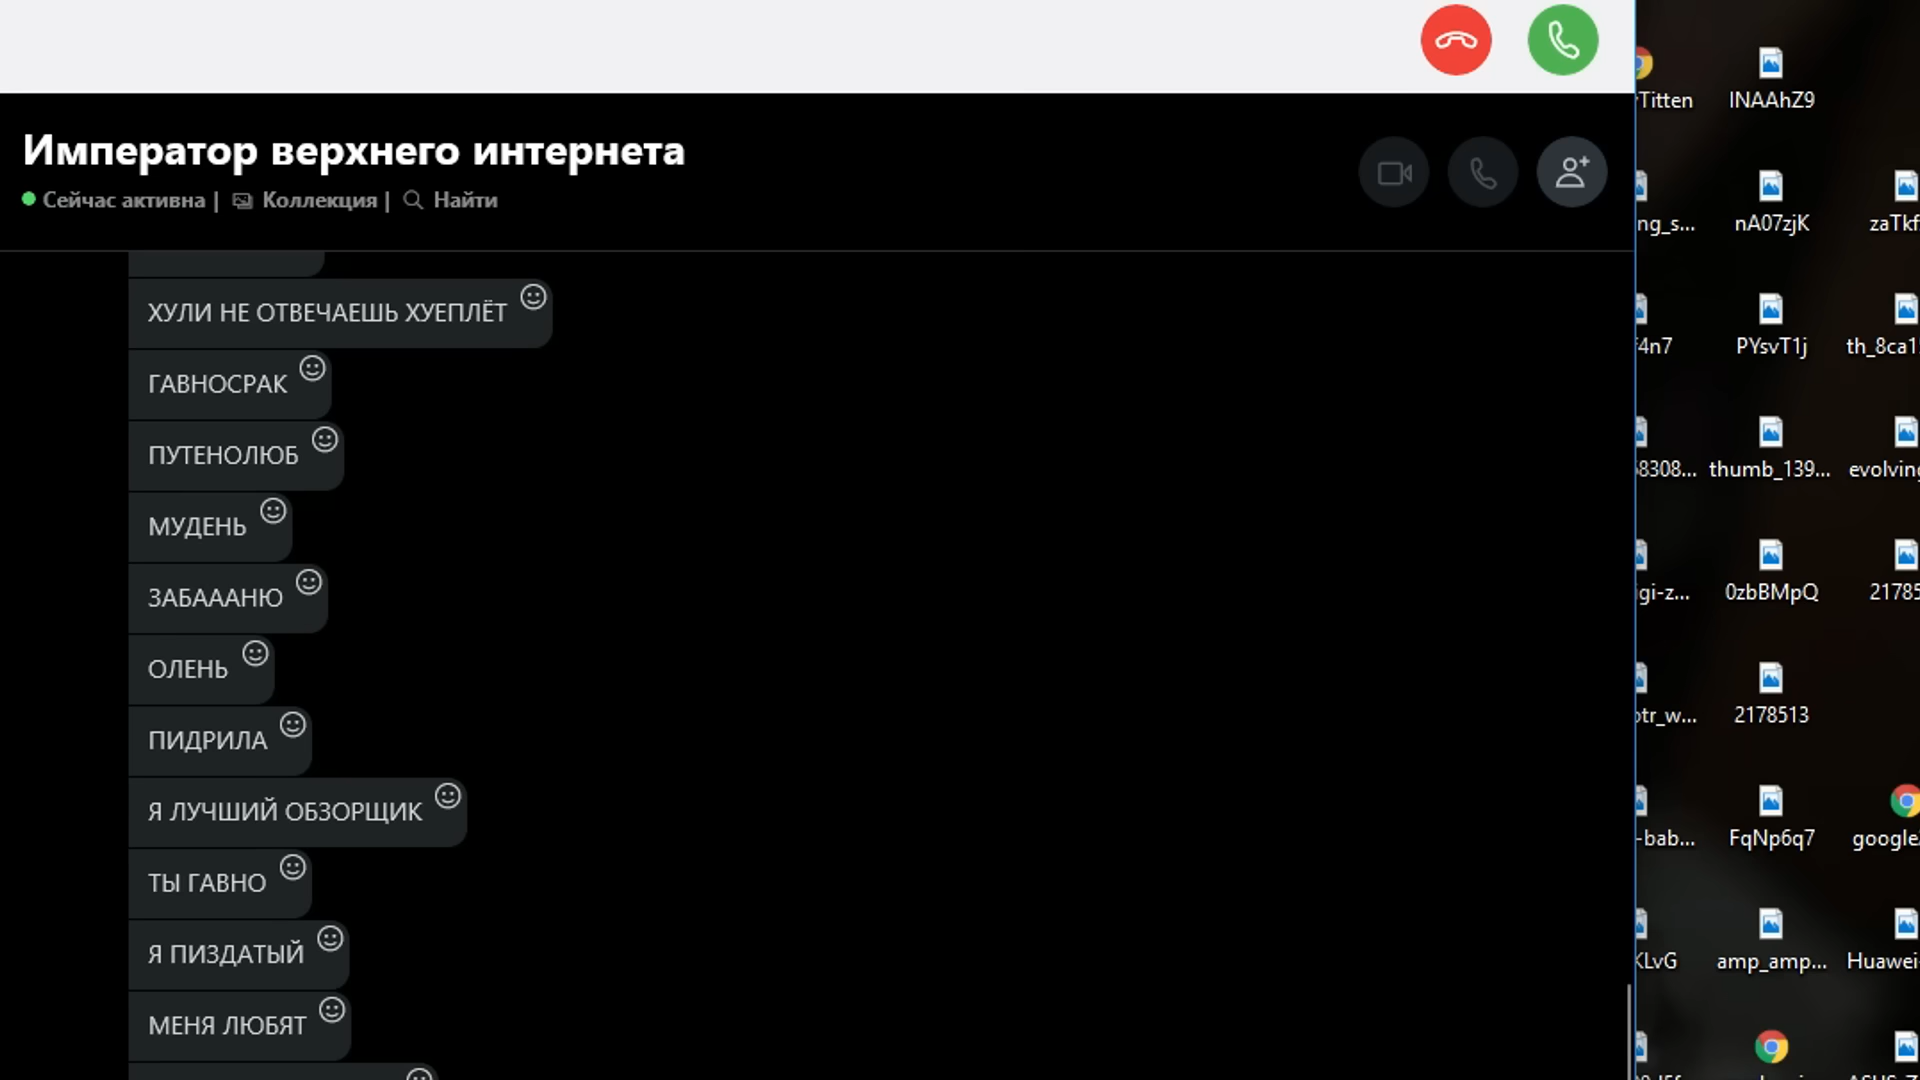 Император верхнего интернета
Сейчас активна | Коллекция | Найти
ХУЛИ НЕ ОТВЕЧАЕШЬ ХУЕПЛЁТ
ГАВНОСРАК
ПУТЕНОЛЮБ
МУДЕНЬ
ЗАБАААНЮ
ОЛЕНЬ
ПИДРИЛА
Я ЛУЧШИЙ ОБЗОРЩИК
ТЫ ГАВНО
Я ПИЗДАТЫЙ
МЕНЯ ЛЮБЯТ
Titten INAAhZ9
ng_s... nA07zjK zaTkf
4n7 PYsvT1j th_8ca1
8308... thumb_139... evolving
gi-z... 0zbBMpQ 21785
otr_w... 2178513
-bab... FqNp6q7 google
KLvG amp_amp... Huawei-